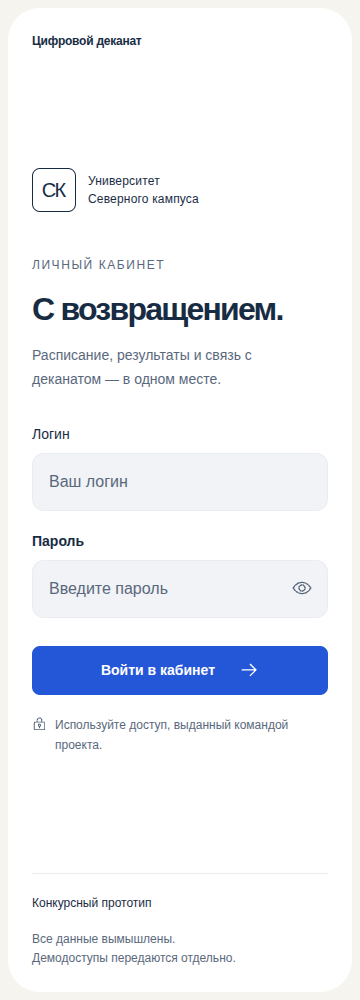 Цифровой деканат
СК
Университет
Северного кампуса
ЛИЧНЫЙ КАБИНЕТ
С возвращением.
Расписание, результаты и связь с
деканатом — в одном месте.
Логин
Ваш логин
Пароль
Введите пароль
Войти в кабинет
Используйте доступ, выданный командой
проекта.
Конкурсный прототип
Все данные вымышлены.
Демодоступы передаются отдельно.